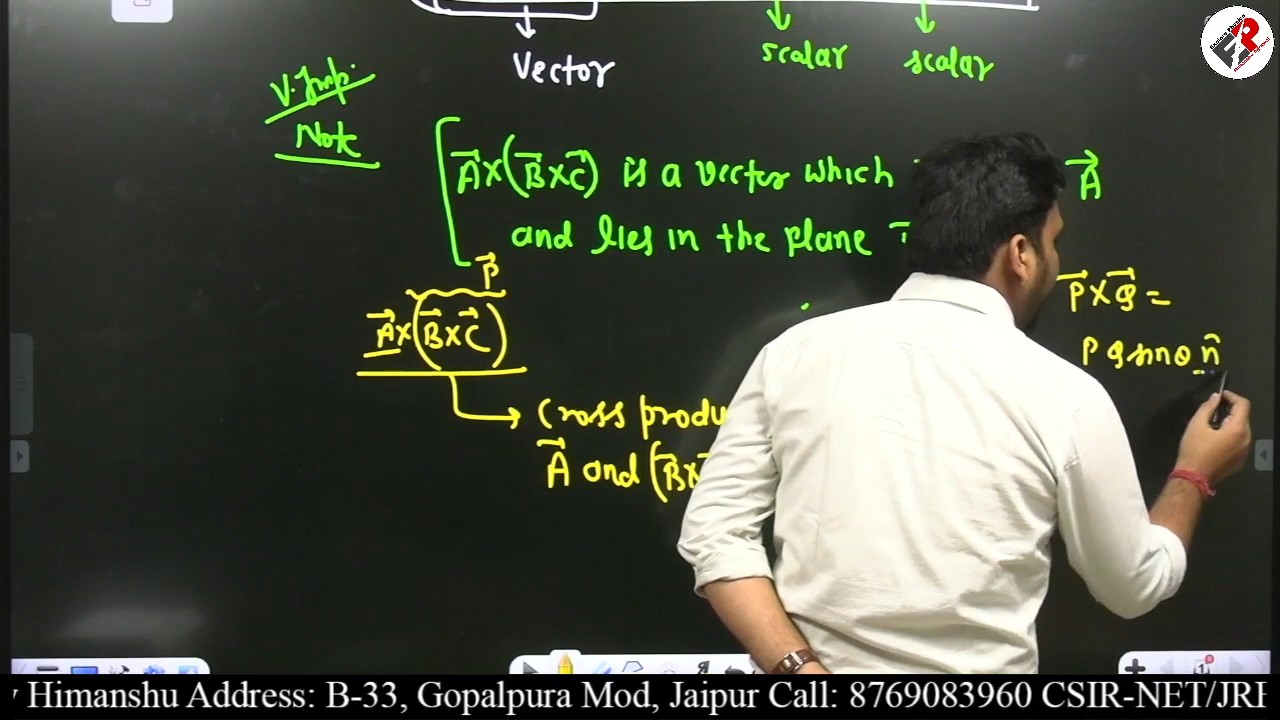 Vector
scalar
scalar
V. Imp.
Note
A⃗×(B⃗×C⃗) is a vector which A⃗
and lies in the plane
P⃗
A⃗×(B⃗×C⃗)
P⃗×Q⃗ =
P Q sinθ n̂
Cross produ
A⃗ and (B⃗×
Himanshu Address: B-33, Gopalpura Mod, Jaipur Call: 8769083960 CSIR-NET/JRF